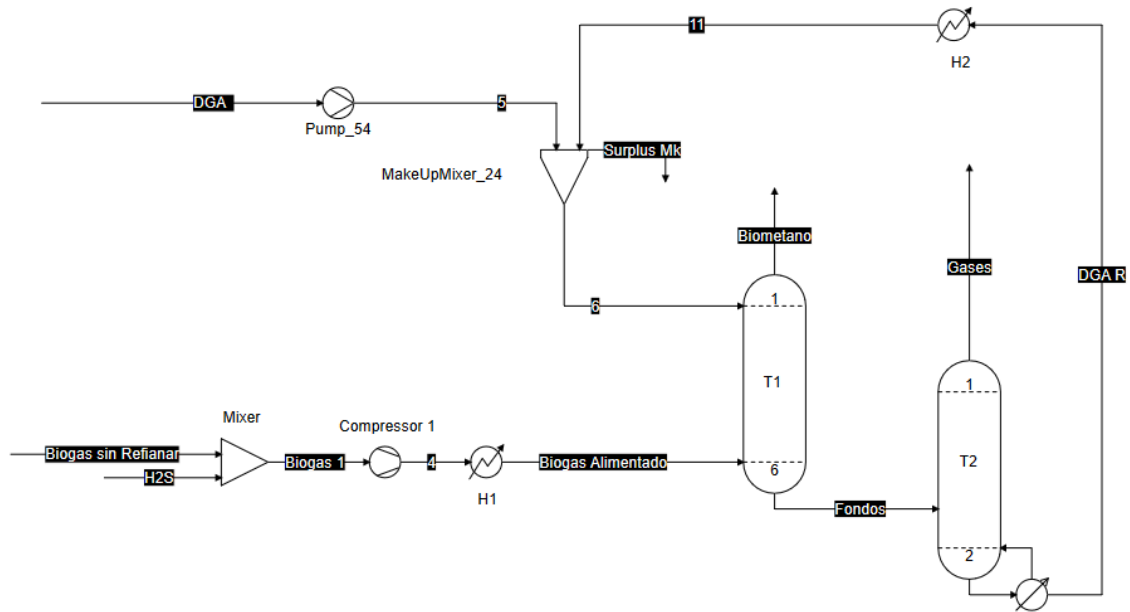 11
H2
DGA
5
Pump_54
Surplus Mk
MakeUpMixer_24
Biometano
Gases
DGA R
6
1
T1
6
1
T2
2
Mixer
Compressor 1
Biogas sin Refianar
H2S
Biogas 1
4
H1
Biogas Alimentado
Fondos